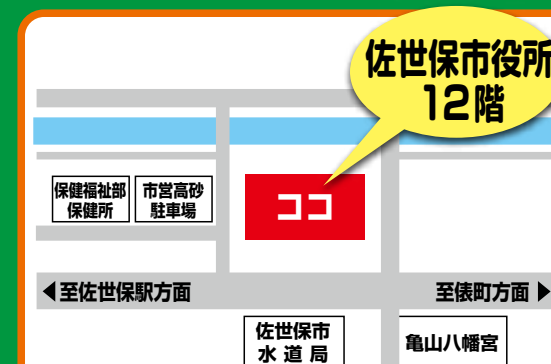 佐世保市役所
12階
保健福祉部
保健所
市営高砂
駐車場
ココ
◀至佐世保駅方面
至俵町方面▶
佐世保市
水道局
亀山八幡宮